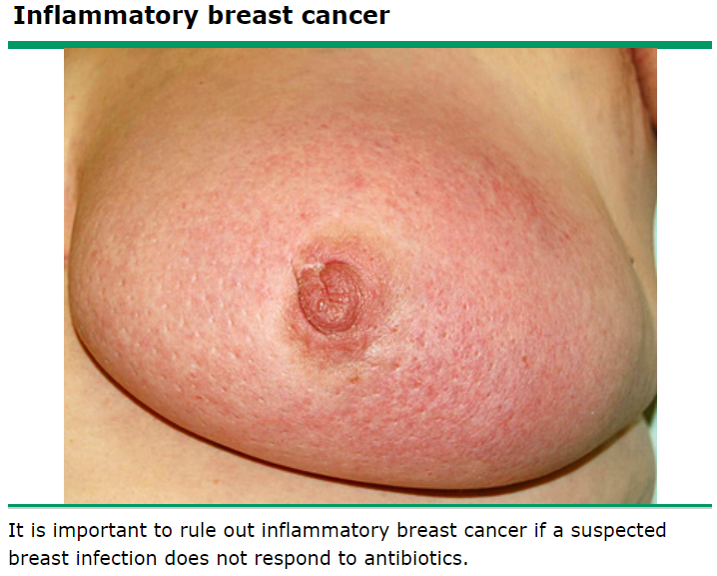 Inflammatory breast cancer
It is important to rule out inflammatory breast cancer if a suspected
breast infection does not respond to antibiotics.